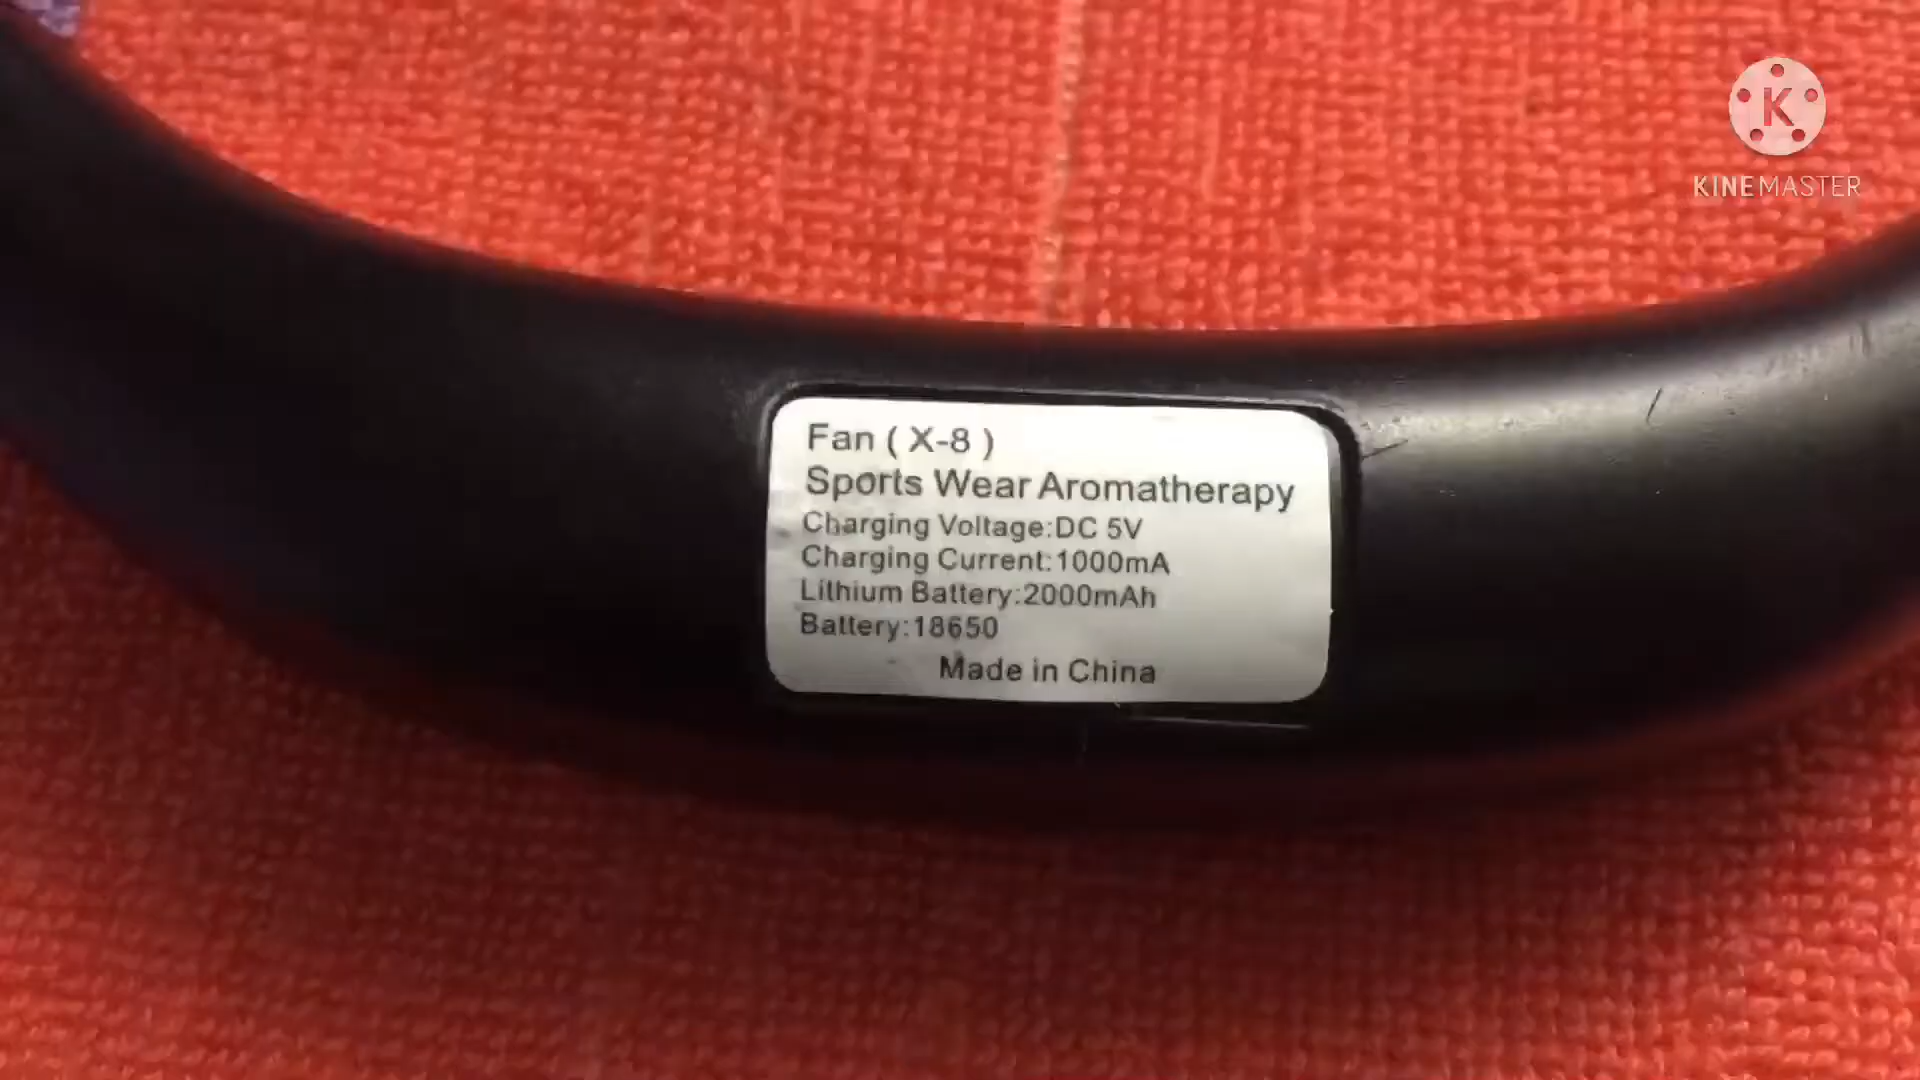 K
KINEMASTER
Fan ( X-8 )
Sports Wear Aromatherapy
Charging Voltage:DC 5V
Charging Current:1000mA
Lithium Battery:2000mAh
Battery:18650
Made in China